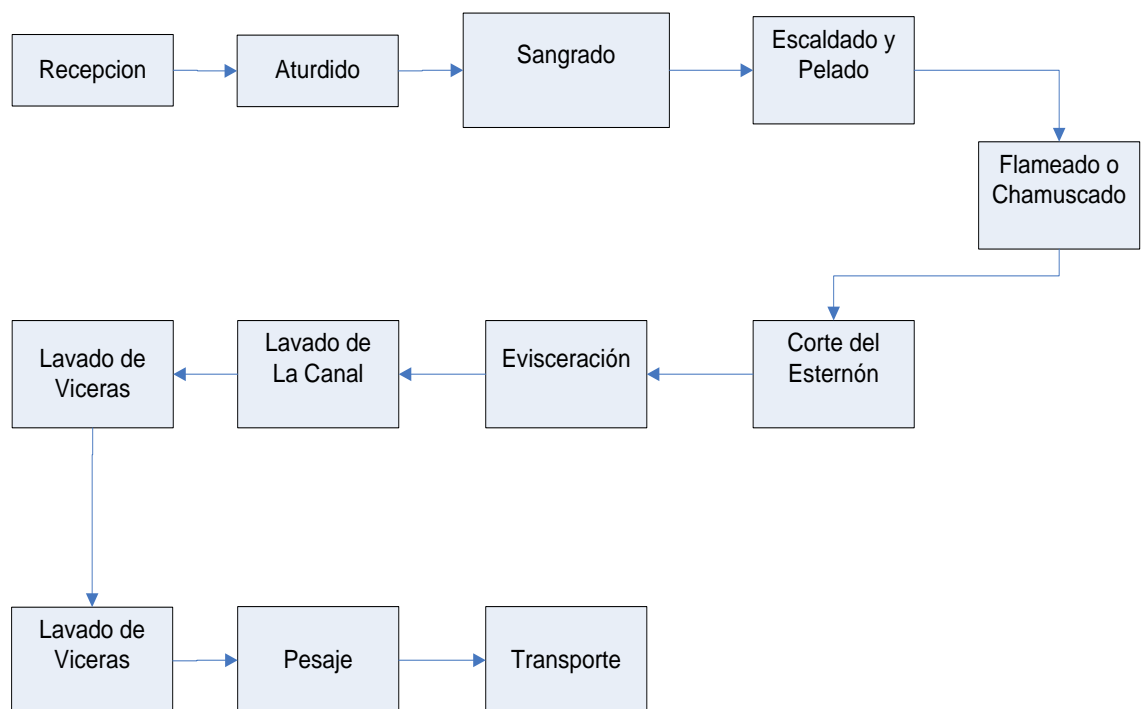 Recepcion
Aturdido
Sangrado
Escaldado y
Pelado
Flameado o
Chamuscado
Corte del
Esternón
Evisceración
Lavado de
La Canal
Lavado de
Viceras
Lavado de
Viceras
Pesaje
Transporte